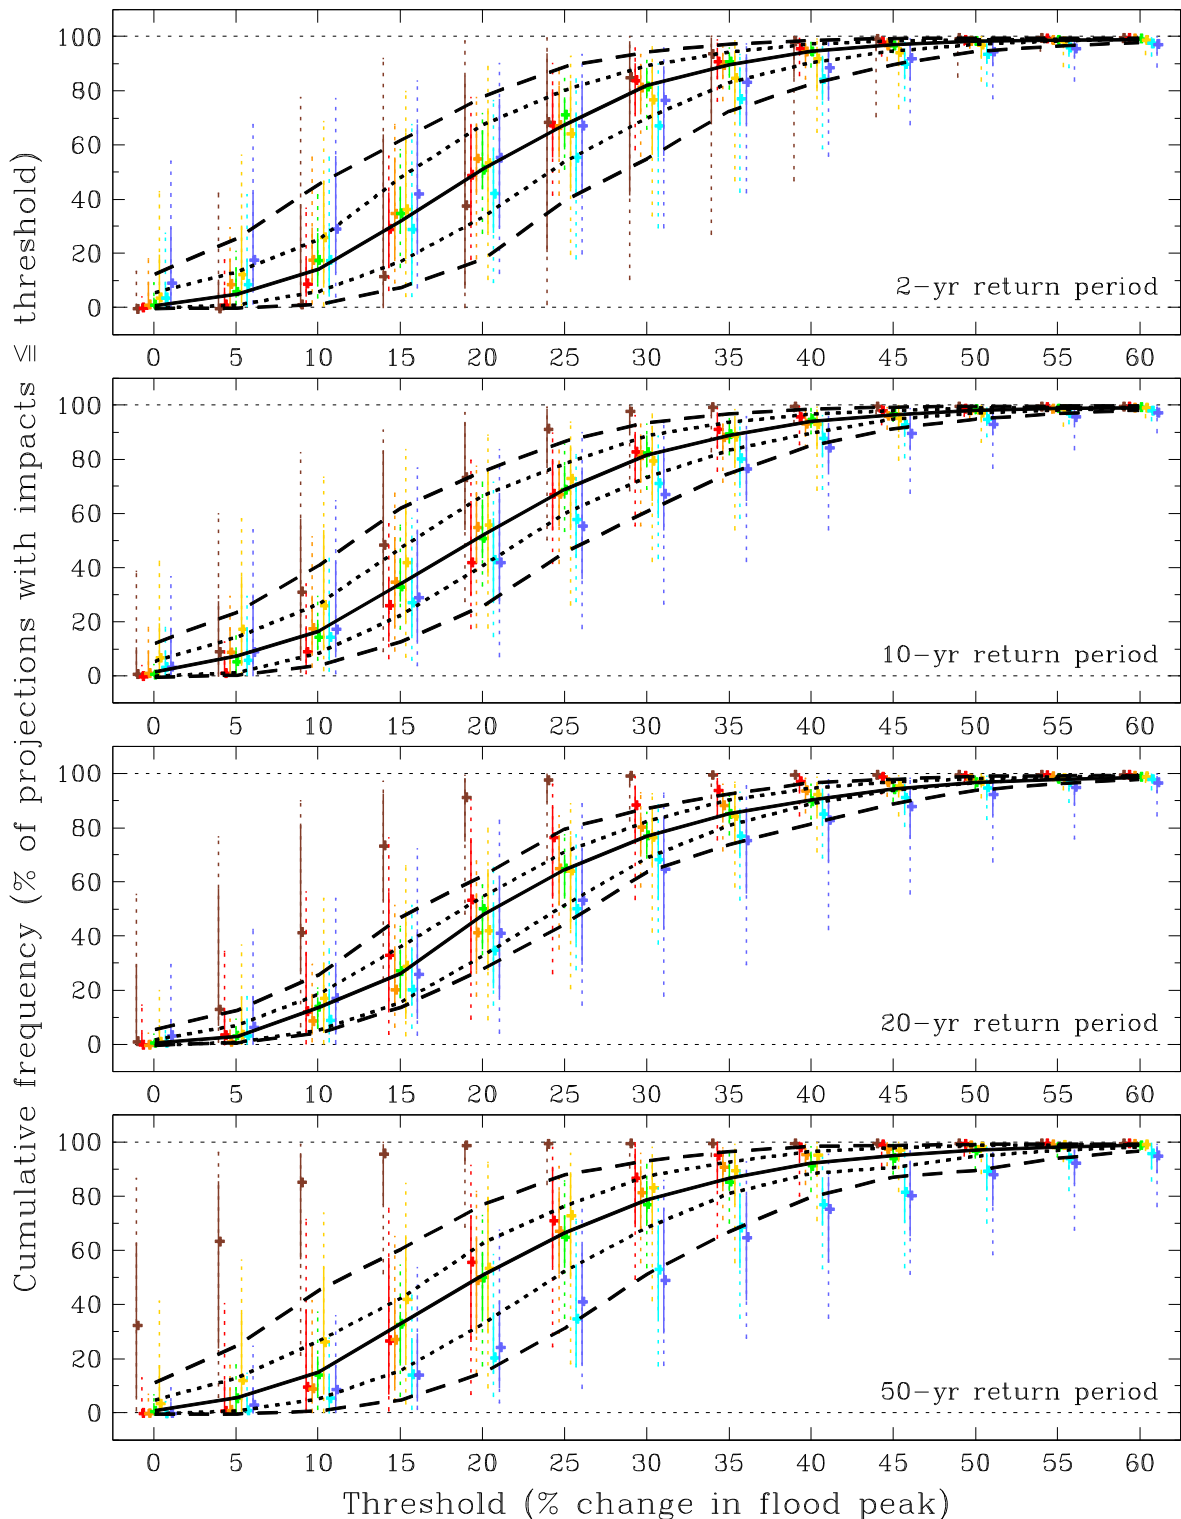 Cumulative frequency (% of projections with impacts ≦ threshold)
100
80
60
40
20
0
2-yr return period
0 5 10 15 20 25 30 35 40 45 50 55 60
100
80
60
40
20
0
10-yr return period
0 5 10 15 20 25 30 35 40 45 50 55 60
100
80
60
40
20
0
20-yr return period
0 5 10 15 20 25 30 35 40 45 50 55 60
100
80
60
40
20
0
50-yr return period
0 5 10 15 20 25 30 35 40 45 50 55 60
Threshold (% change in flood peak)